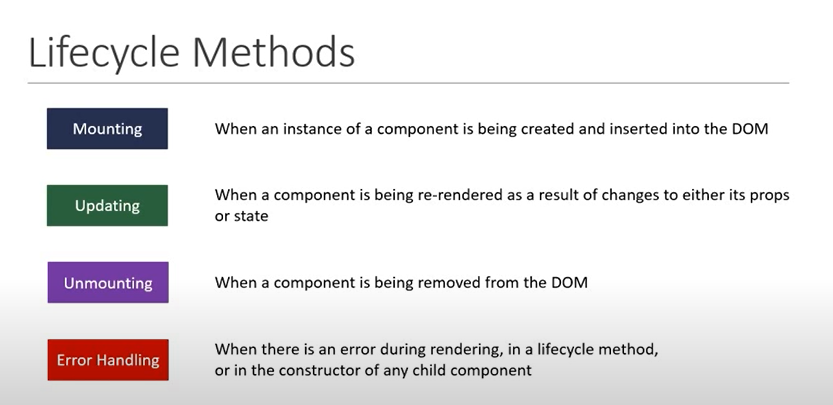 Lifecycle Methods
Mounting
When an instance of a component is being created and inserted into the DOM
Updating
When a component is being re-rendered as a result of changes to either its props
or state
Unmounting
When a component is being removed from the DOM
Error Handling
When there is an error during rendering, in a lifecycle method,
or in the constructor of any child component